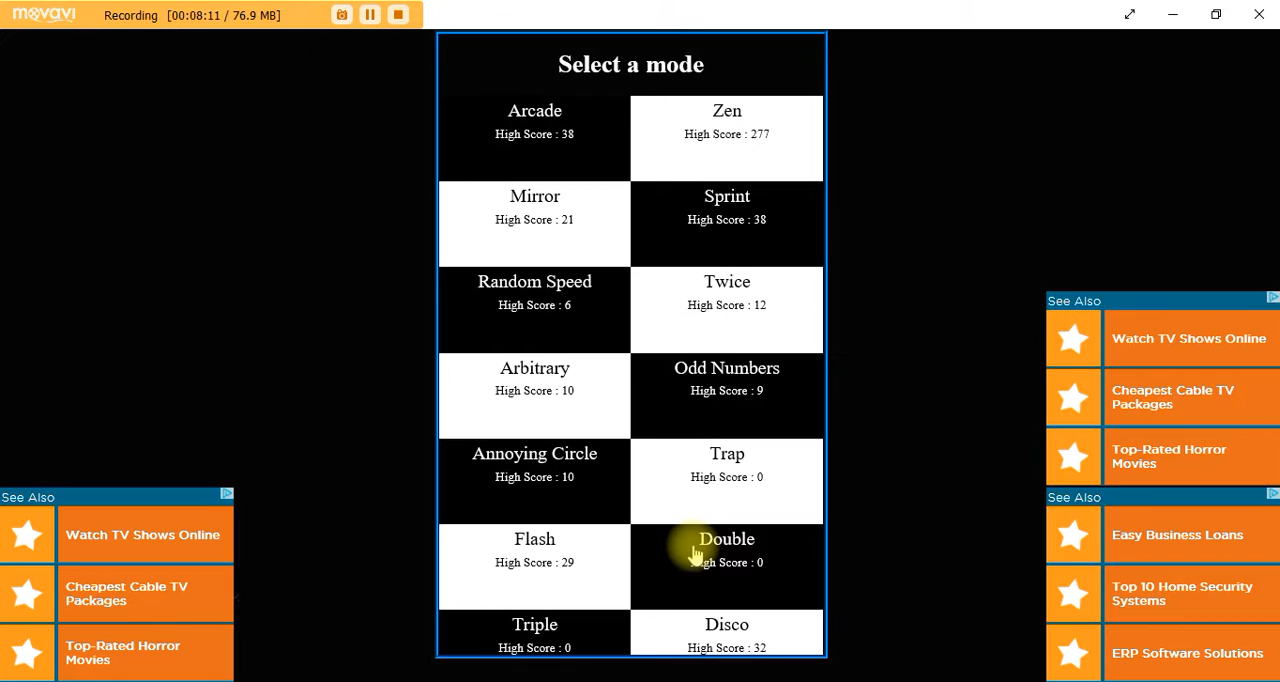 movavi
Recording [00:08:11 / 76.9 MB]
Select a mode
Arcade
High Score : 38
Zen
High Score : 277
Mirror
High Score : 21
Sprint
High Score : 38
Random Speed
High Score : 6
Twice
High Score : 12
Arbitrary
High Score : 10
Odd Numbers
High Score : 9
Annoying Circle
High Score : 10
Trap
High Score : 0
Flash
High Score : 29
Double
High Score : 0
Triple
High Score : 0
Disco
High Score : 32
See Also
Watch TV Shows Online
Cheapest Cable TV
Packages
Top-Rated Horror
Movies
See Also
Watch TV Shows Online
Cheapest Cable TV
Packages
Top-Rated Horror
Movies
See Also
Easy Business Loans
Top 10 Home Security
Systems
ERP Software Solutions